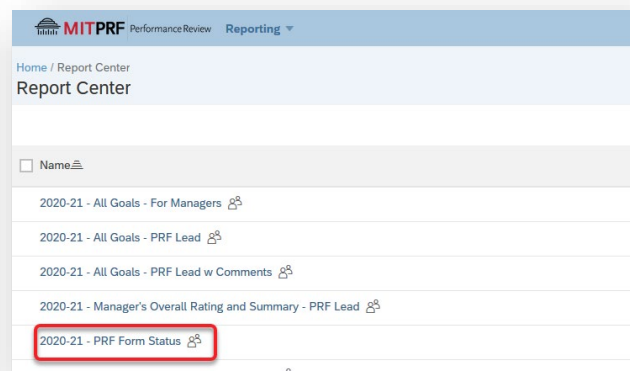 MITPRF Performance Review Reporting
Home / Report Center
Report Center
Name
2020-21 - All Goals - For Managers
2020-21 - All Goals - PRF Lead
2020-21 - All Goals - PRF Lead w Comments
2020-21 - Manager's Overall Rating and Summary - PRF Lead
2020-21 - PRF Form Status